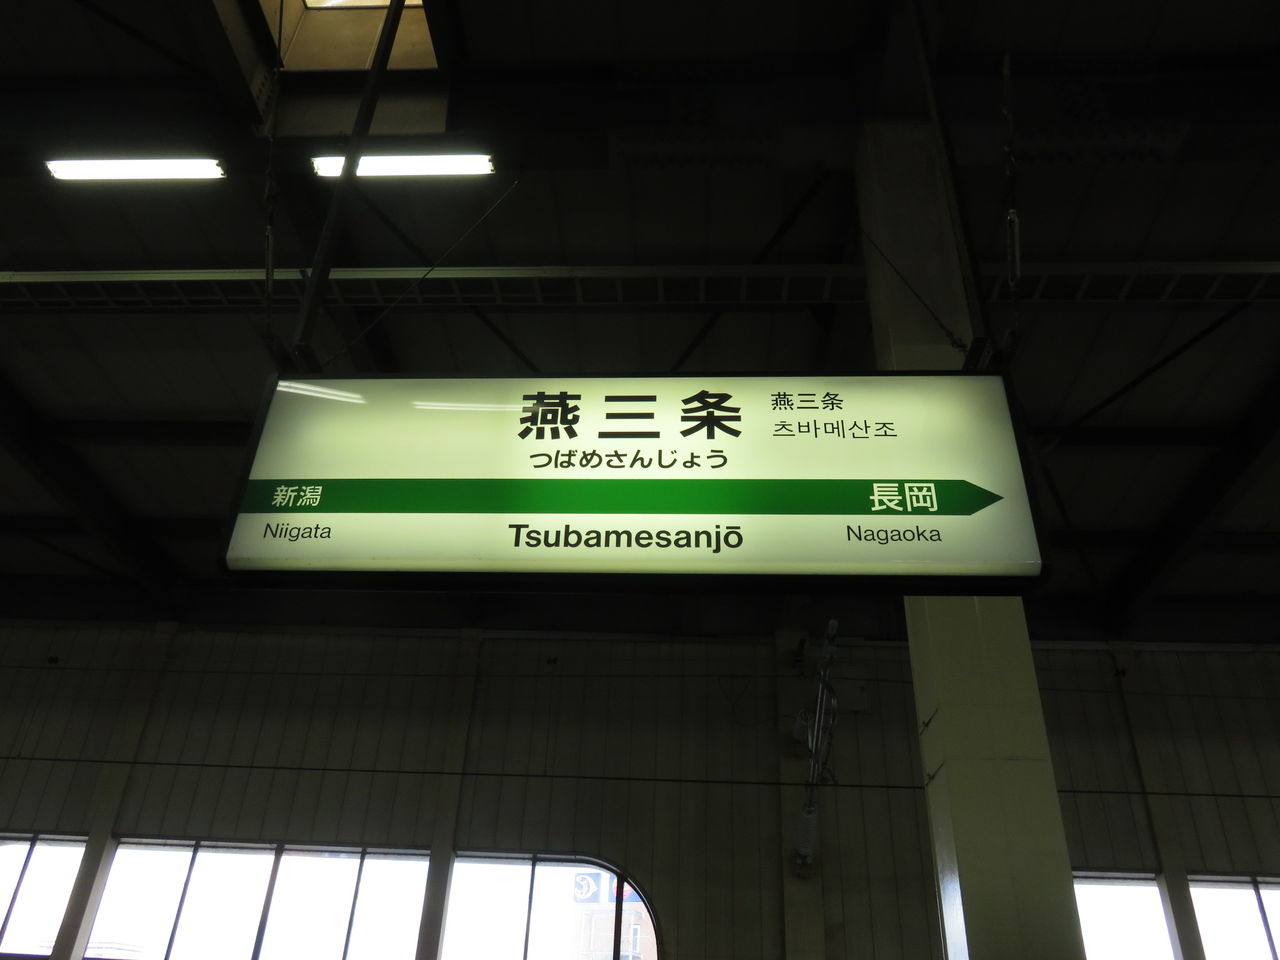 燕三条
燕三条
츠바메산조
つばめさんじょう
新潟
長岡
Niigata
Tsubamesanjō
Nagaoka